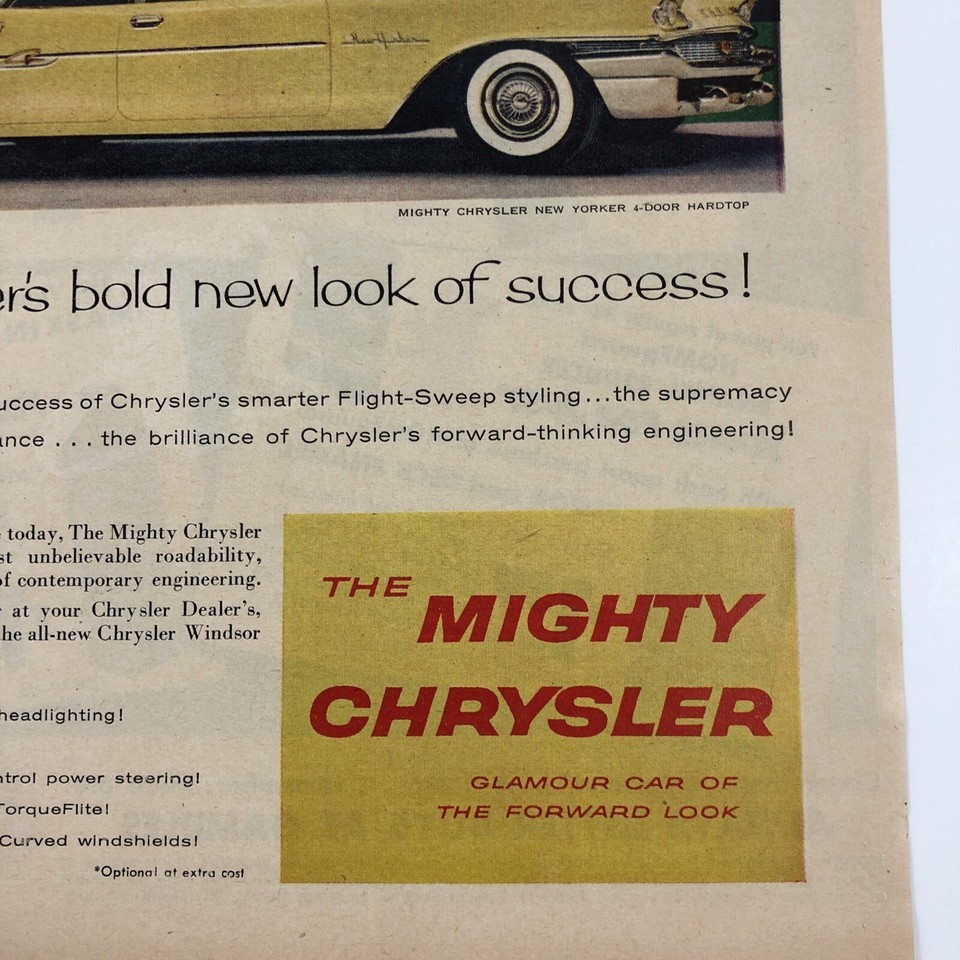 New Yorker
MIGHTY CHRYSLER NEW YORKER 4-DOOR HARDTOP
er's bold new look of success!
uccess of Chrysler's smarter Flight-Sweep styling...the supremacy
ance . . . the brilliance of Chrysler's forward-thinking engineering!
today, The Mighty Chrysler
st unbelievable roadability,
of contemporary engineering.
at your Chrysler Dealer's,
he all-new Chrysler Windsor
headlighting!
ntrol power steering!
TorqueFlite!
Curved windshields!
*Optional at extra cost
THE
MIGHTY
CHRYSLER
GLAMOUR CAR OF
THE FORWARD LOOK